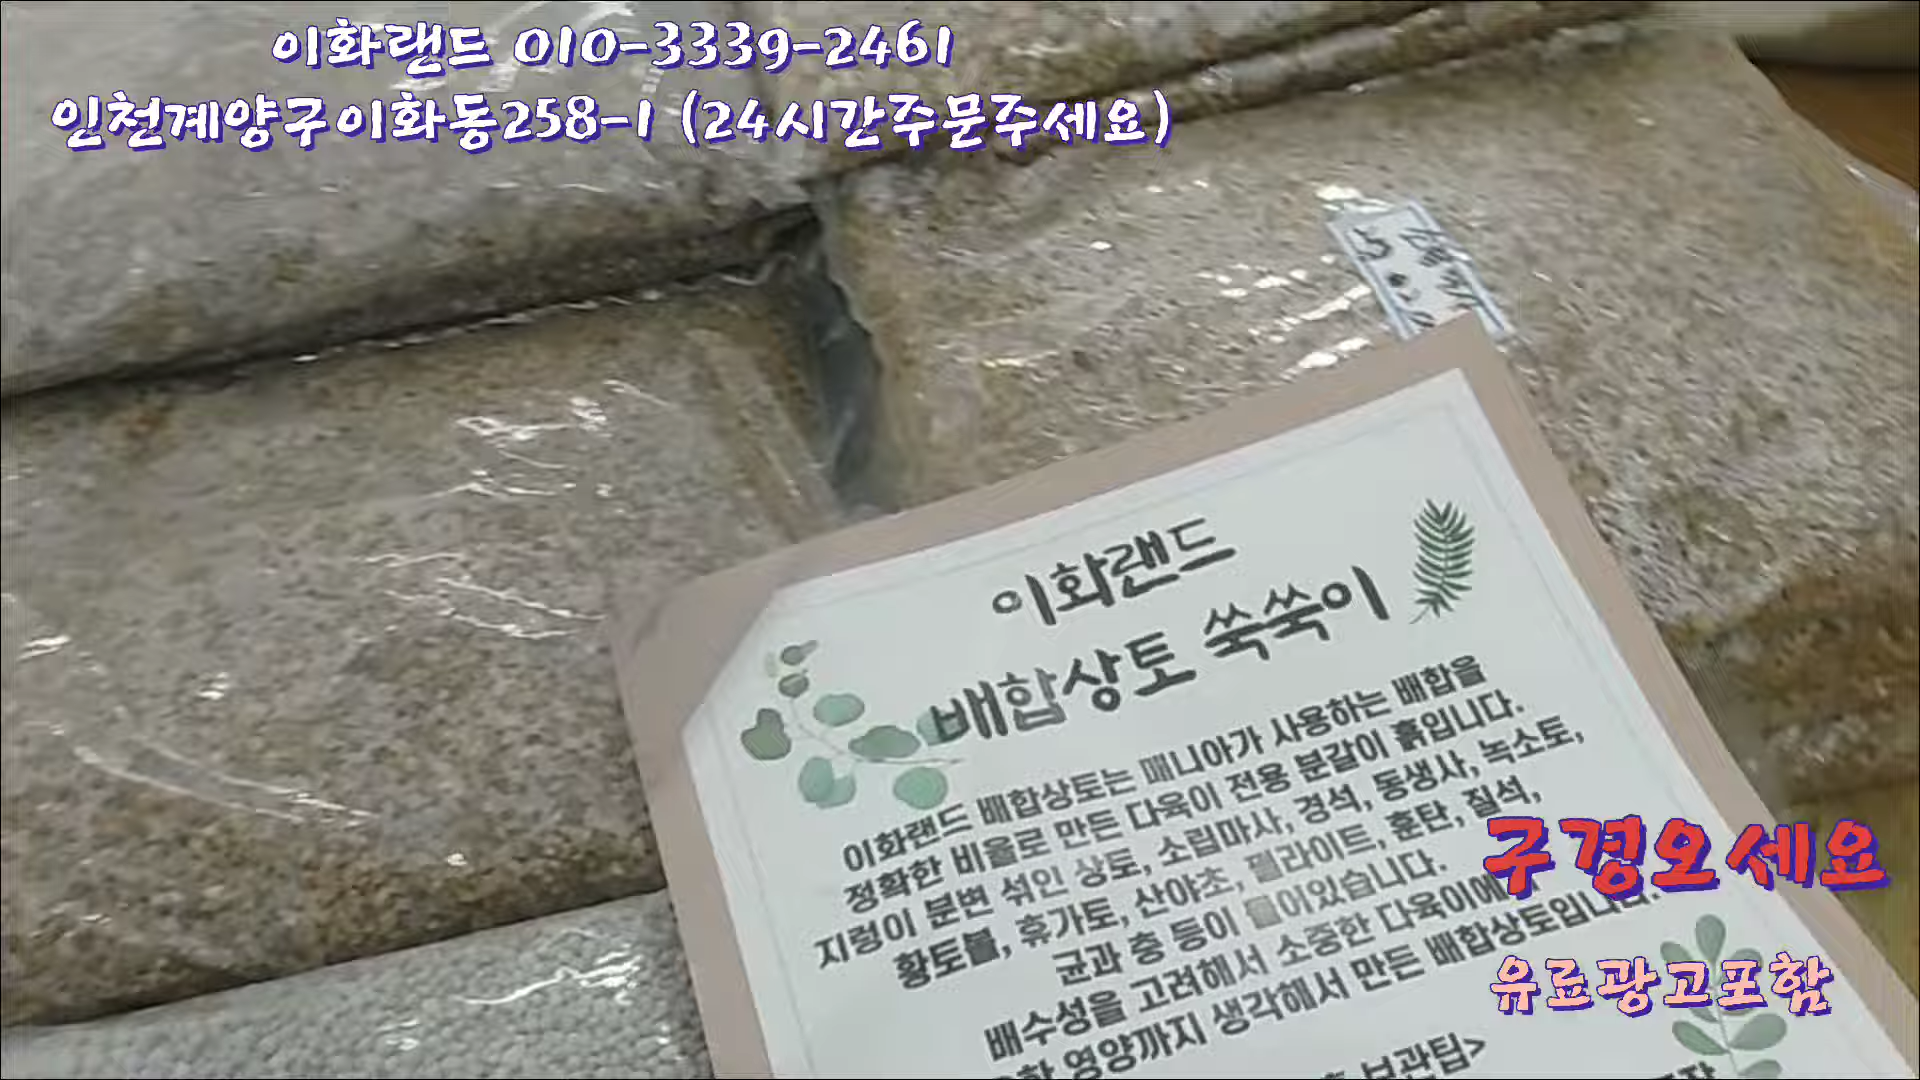 이화랜드 010-3339-2461
인천계양구이화동258-1 (24시간주문주세요)
이화랜드
배합상토 쑥쑥이
이화랜드 배합상토는 매니아가 사용하는 배합을
정확한 비율로 만든 다육이 전용 분갈이 흙입니다.
지렁이 분변 섞인 상토, 소립마사, 경석, 동생사, 녹소토,
황토볼, 휴가토, 산야초, 펄라이트, 훈탄, 질석,
균과 충 등이 들어있습니다.
배수성을 고려해서 소중한 다육이에
영양까지 생각해서 만든 배합상토입니다.
보관팁>
구경오세요
유료광고포함